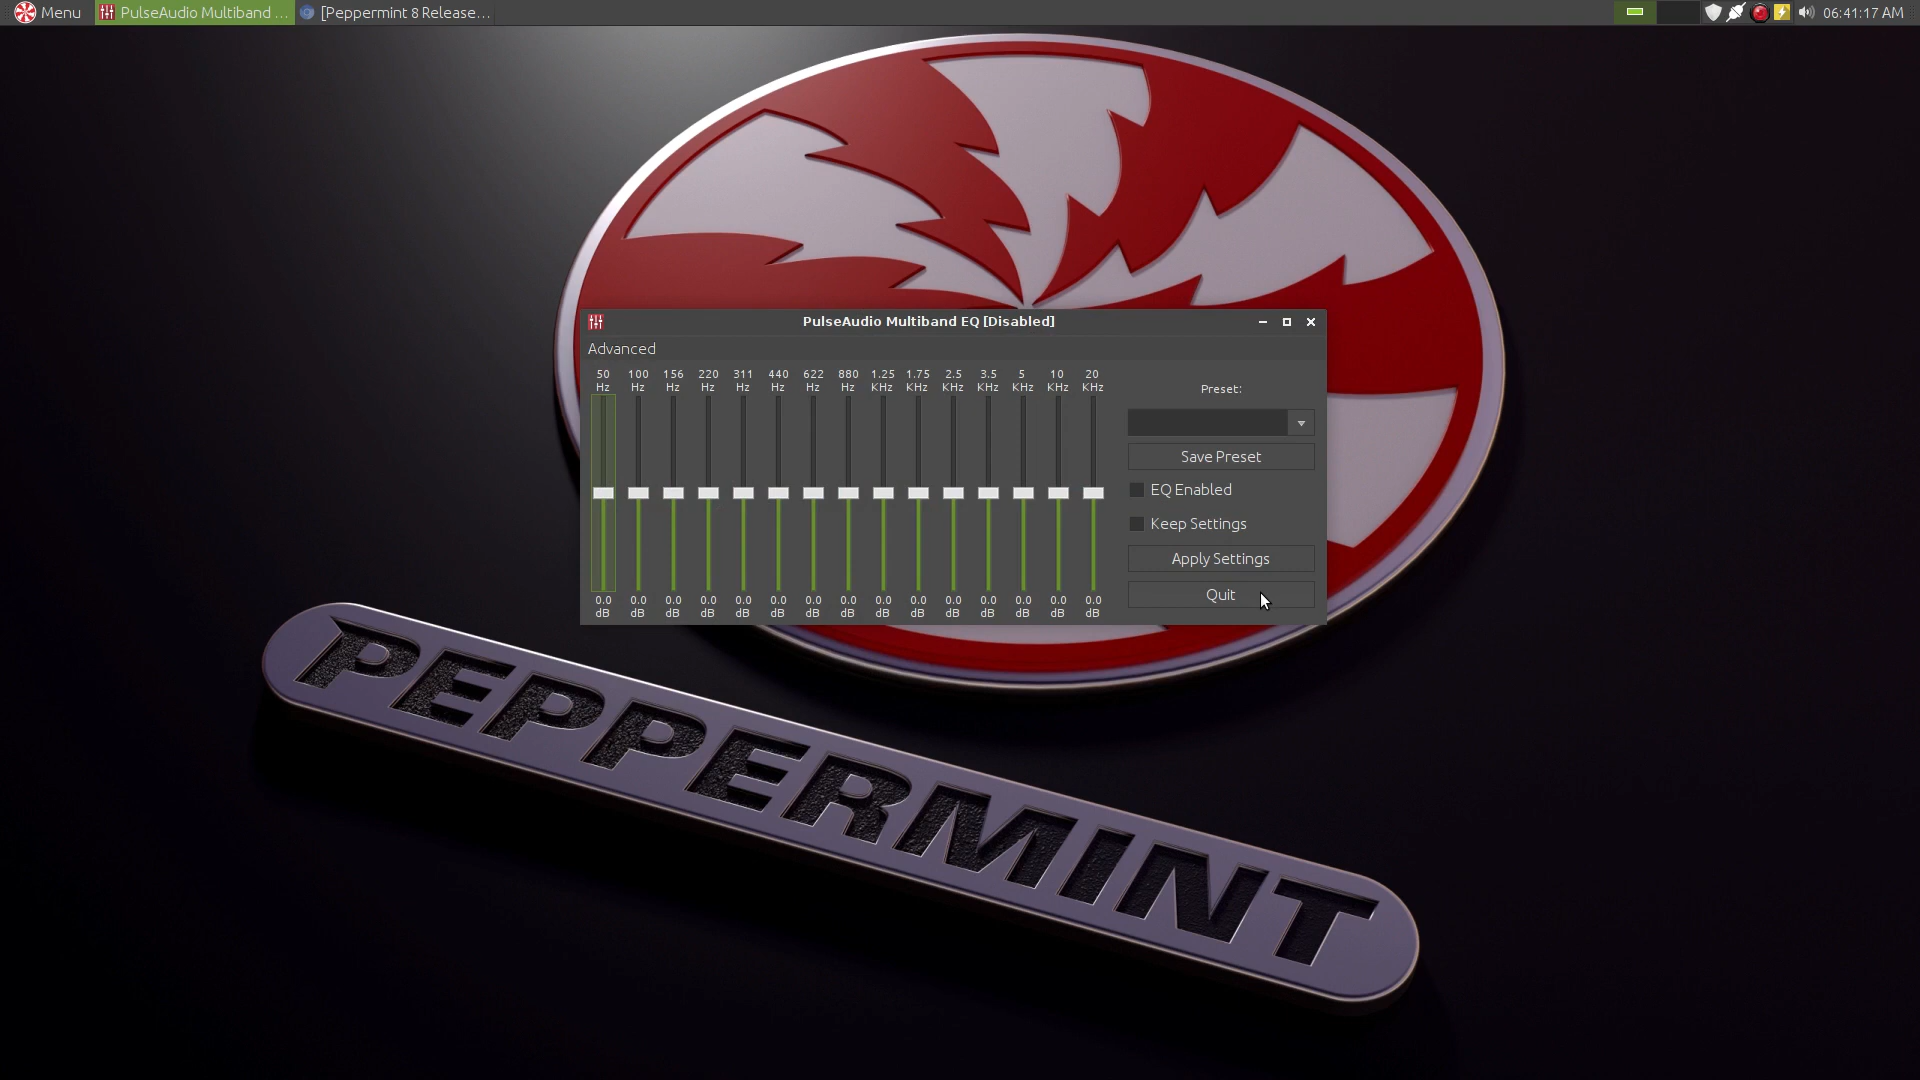 Menu
PulseAudio Multiband ...
[Peppermint 8 Release...
06:41:17 AM
PulseAudio Multiband EQ [Disabled]
Advanced
50 100 156 220 311 440 622 880 1.25 1.75 2.5 3.5 5 10 20
Hz Hz Hz Hz Hz Hz Hz Hz KHz KHz KHz KHz KHz KHz KHz
0.0 0.0 0.0 0.0 0.0 0.0 0.0 0.0 0.0 0.0 0.0 0.0 0.0 0.0 0.0
dB dB dB dB dB dB dB dB dB dB dB dB dB dB dB
Preset:
Save Preset
EQ Enabled
Keep Settings
Apply Settings
Quit
PEPPERMINT